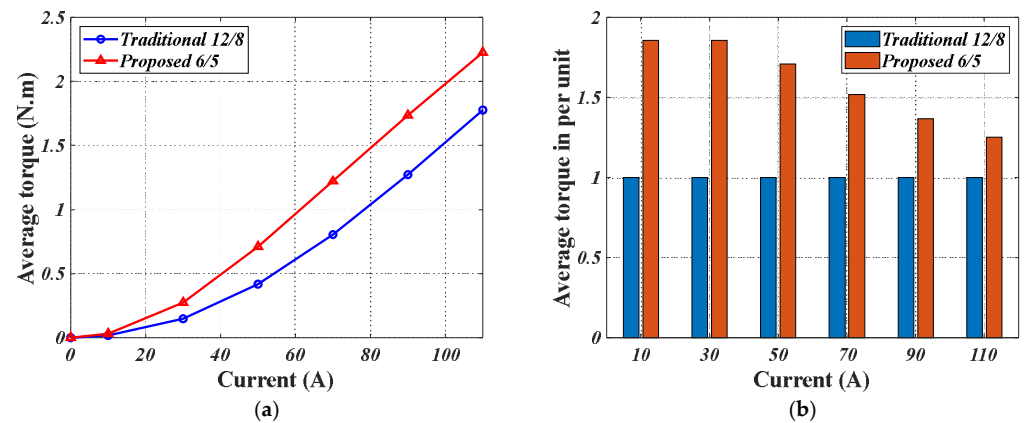 2.5
2
1.5
1
0.5
0
0 20 40 60 80 100
Average torque (N.m)
Current (A)
Traditional 12/8
Proposed 6/5
(a)
2
1.5
1
0.5
0
10 30 50 70 90 110
Average torque in per unit
Current (A)
Traditional 12/8
Proposed 6/5
(b)